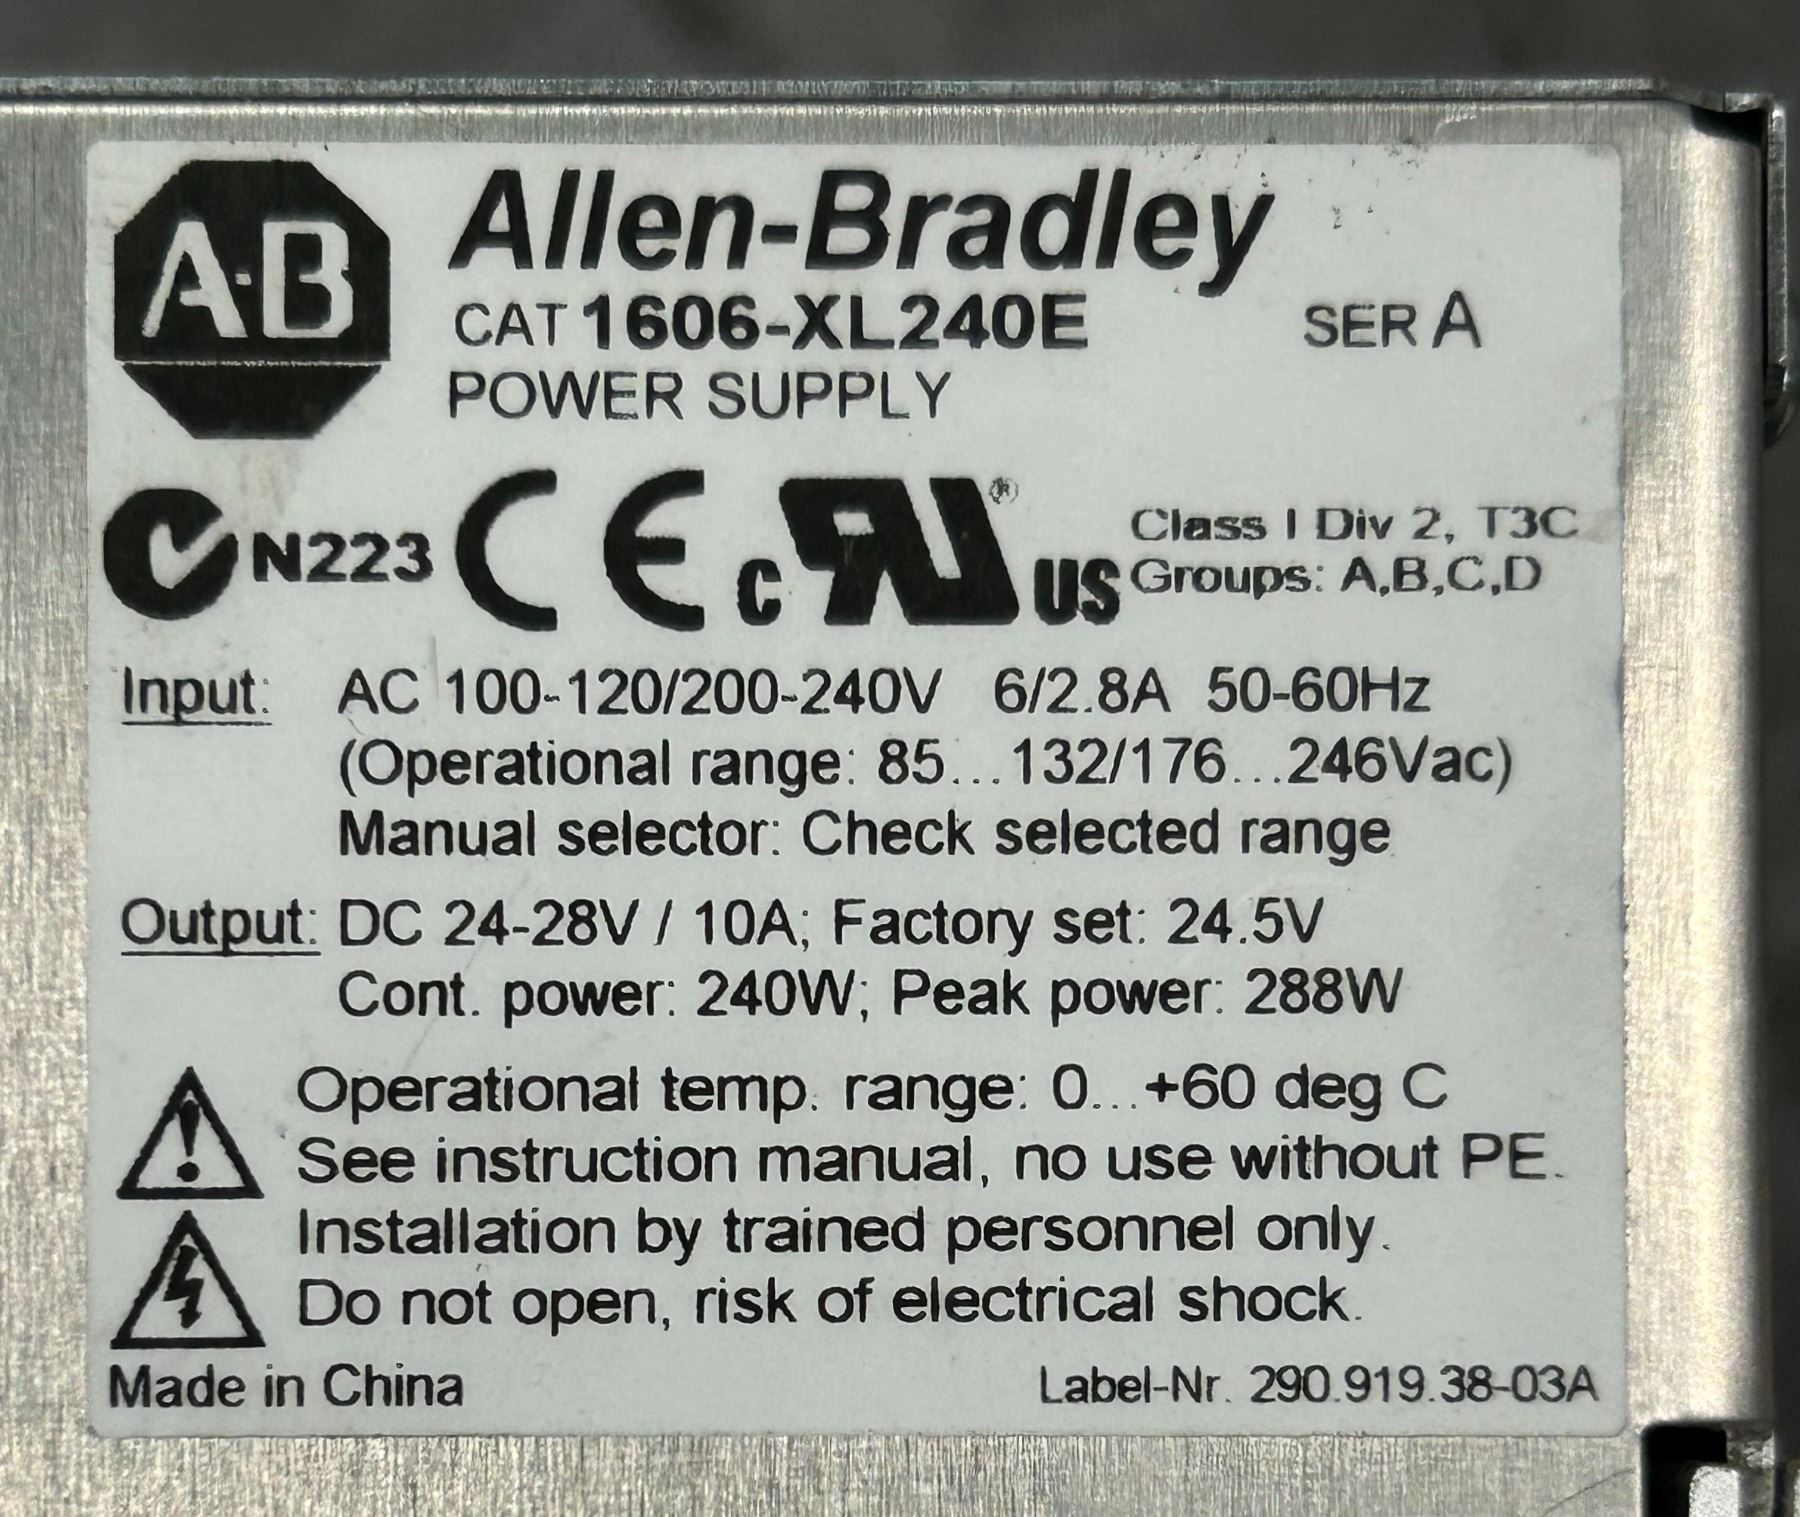 A·B Allen-Bradley
CAT 1606-XL240E SER A
POWER SUPPLY
N223 CE c RU ® US Class I Div 2, T3C
Groups: A,B,C,D
Input: AC 100-120/200-240V 6/2.8A 50-60Hz
(Operational range: 85...132/176...246Vac)
Manual selector: Check selected range
Output: DC 24-28V / 10A; Factory set: 24.5V
Cont. power: 240W; Peak power: 288W
Operational temp. range: 0...+60 deg C
See instruction manual, no use without PE.
Installation by trained personnel only.
Do not open, risk of electrical shock.
Made in China Label-Nr. 290.919.38-03A